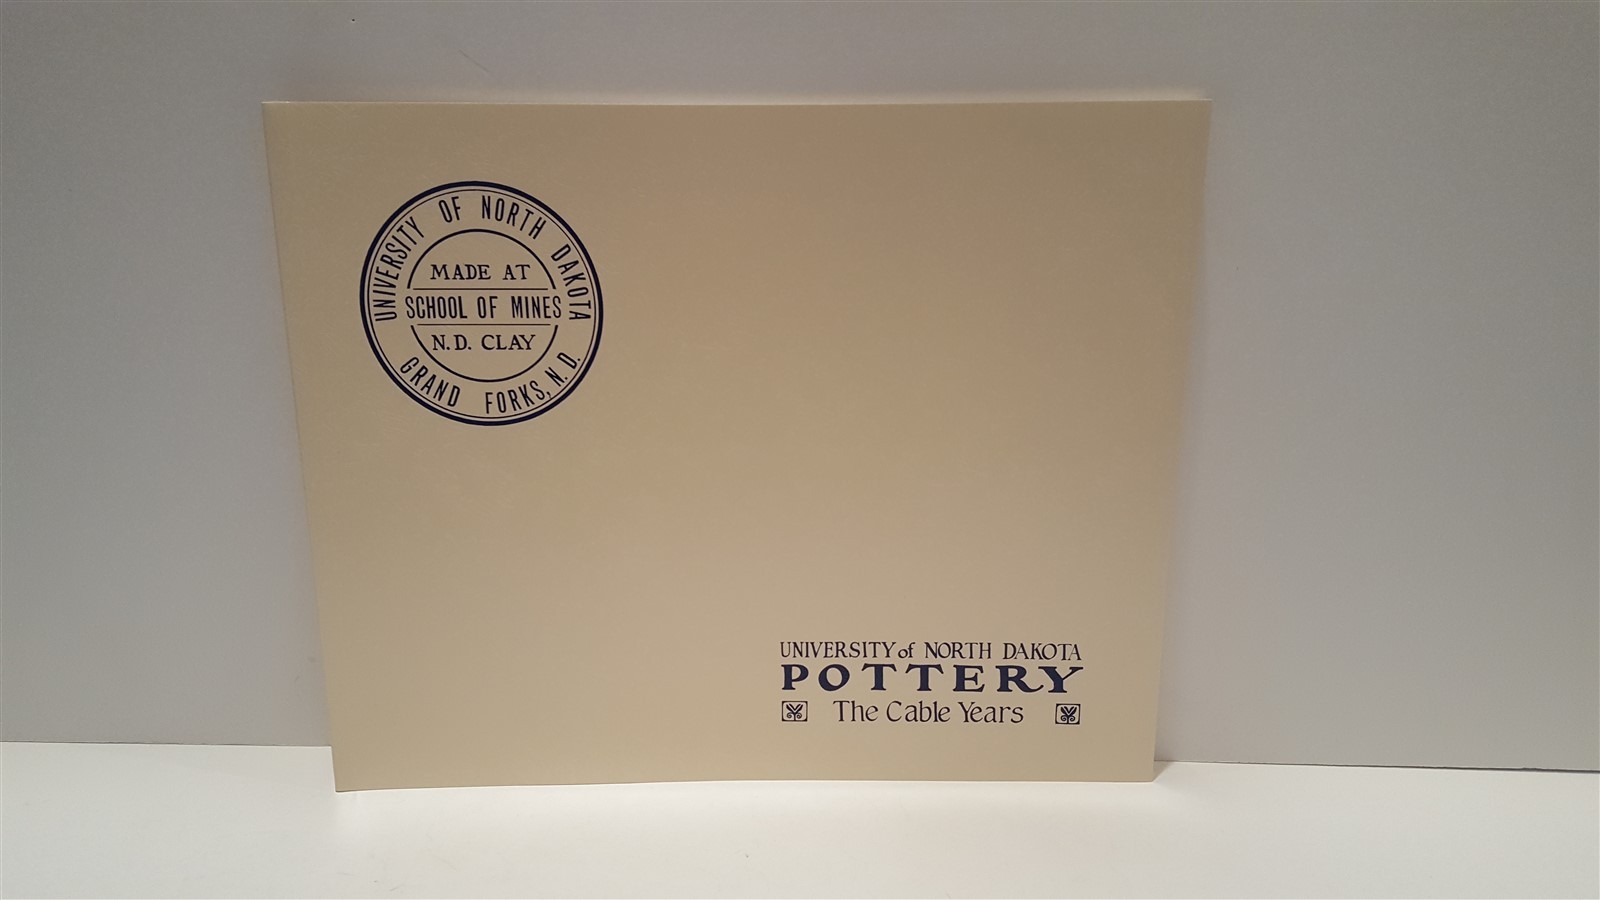 UNIVERSITY OF NORTH DAKOTA
MADE AT
SCHOOL OF MINES
N.D. CLAY
GRAND FORKS, N.D.
UNIVERSITY of NORTH DAKOTA
POTTERY
The Cable Years